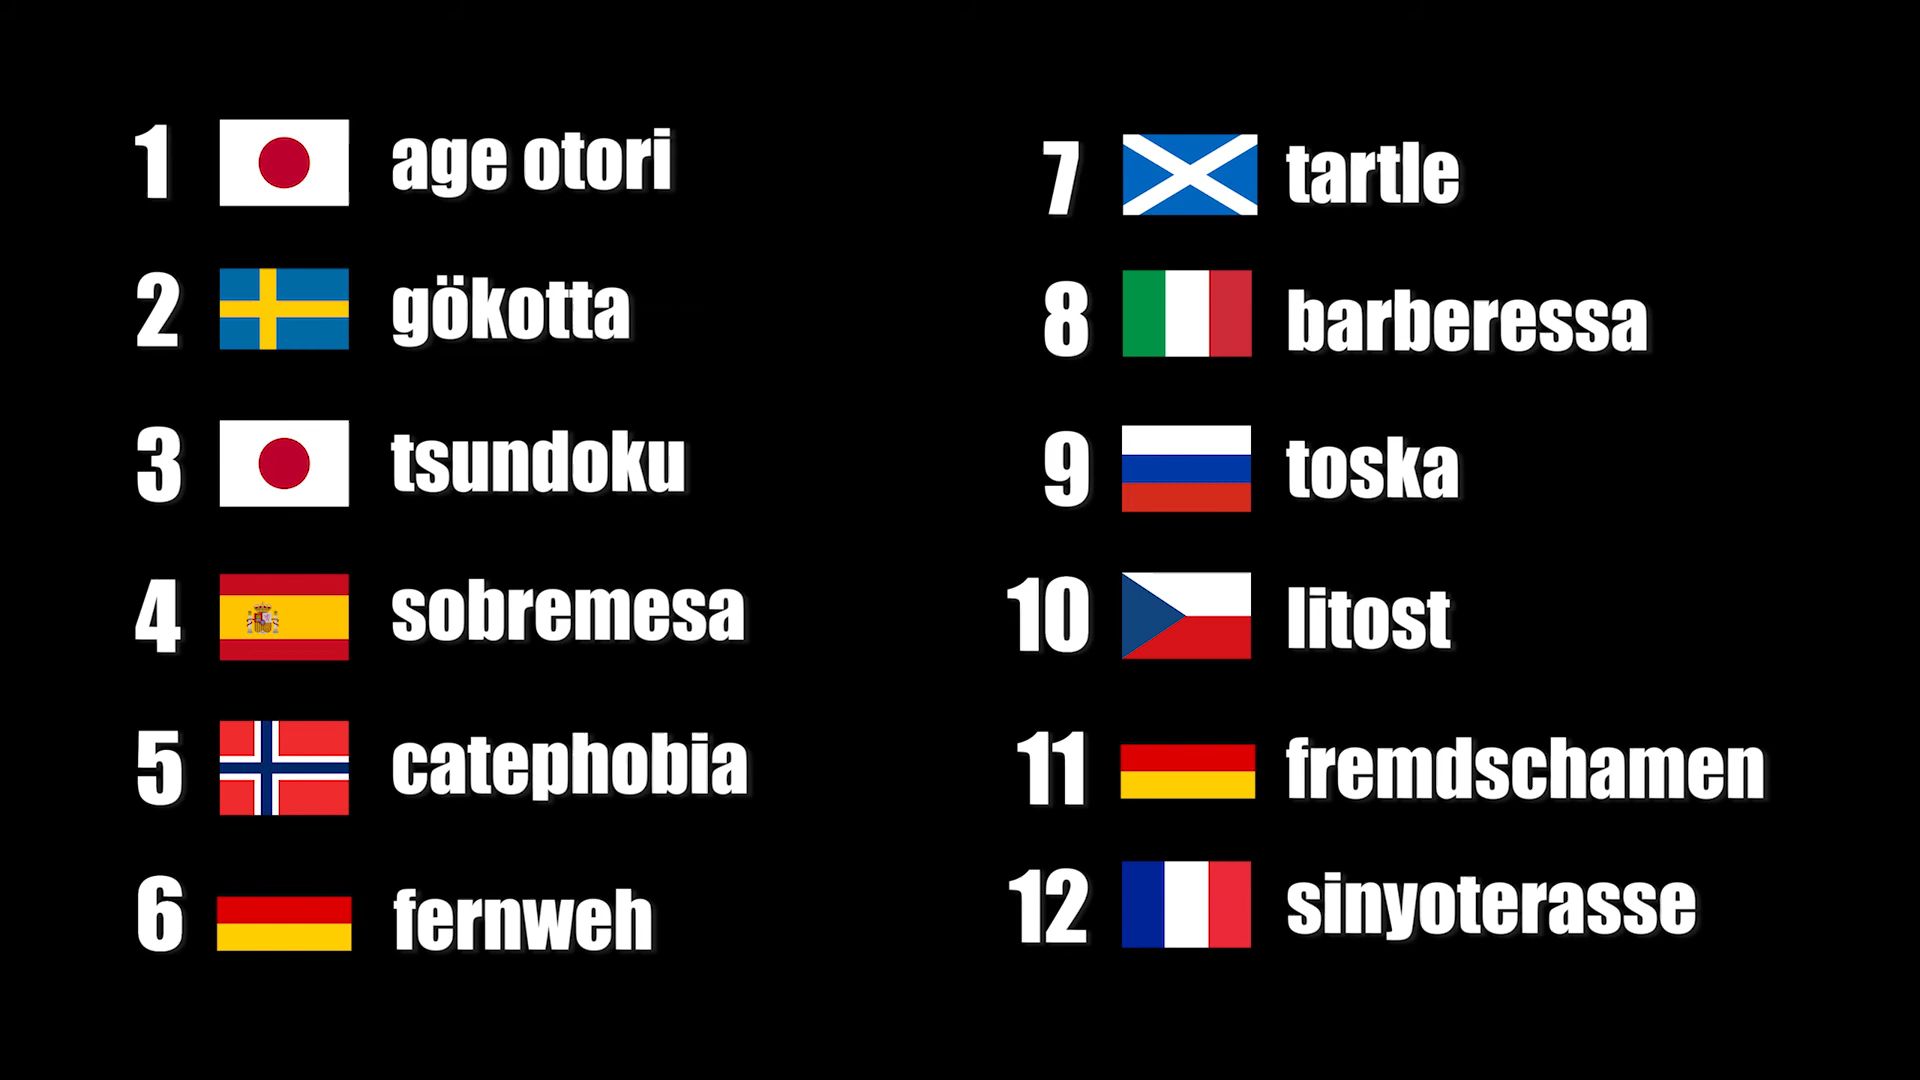 1 age otori
2 gökotta
3 tsundoku
4 sobremesa
5 catephobia
6 fernweh
7 tartle
8 barberessa
9 toska
10 litost
11 fremdschamen
12 sinyoterasse